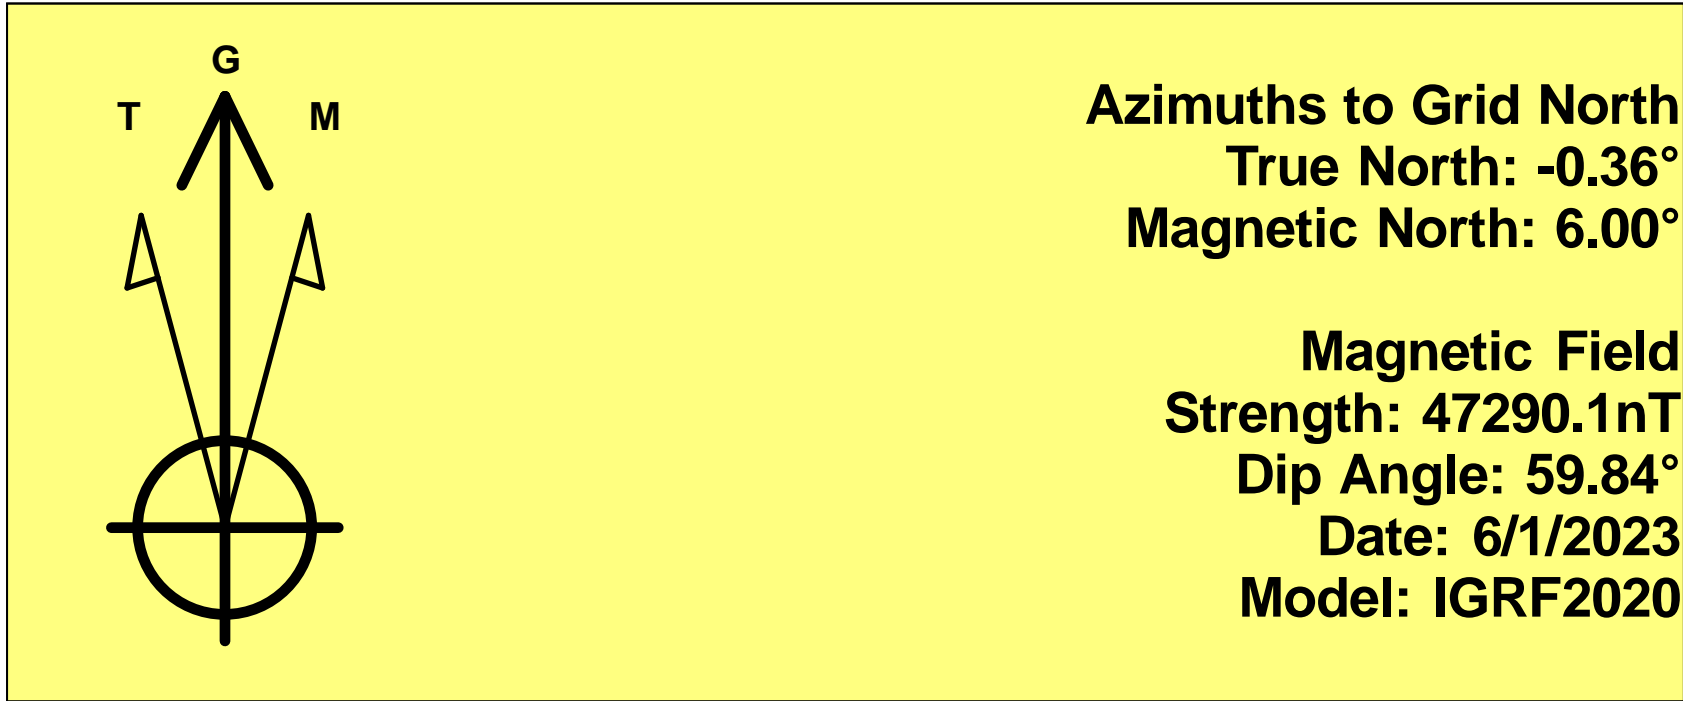 G
T M
Azimuths to Grid North
True North: -0.36°
Magnetic North: 6.00°
Magnetic Field
Strength: 47290.1nT
Dip Angle: 59.84°
Date: 6/1/2023
Model: IGRF2020